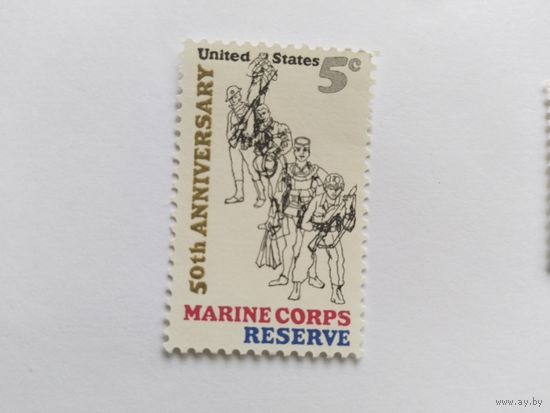 United States 5c
50th ANNIVERSARY
MARINE CORPS
RESERVE
www.ay.by